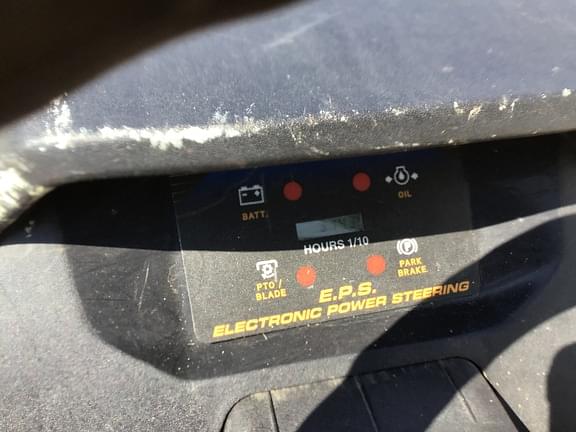 BATT.
OIL
HOURS 1/10
PTO /
BLADE
P
PARK
BRAKE
E.P.S.
ELECTRONIC POWER STEERING